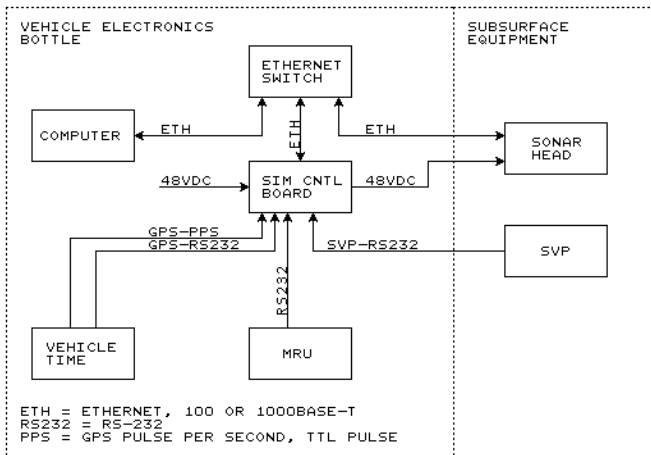 VEHICLE ELECTRONICS
BOTTLE
SUBSURFACE
EQUIPMENT
ETHERNET
SWITCH
COMPUTER
ETH
ETH
ETH
SONAR
HEAD
48VDC
SIM CNTL
BOARD
48VDC
GPS-PPS
GPS-RS232
SVP-RS232
SVP
RS232
VEHICLE
TIME
MRU
ETH = ETHERNET, 100 OR 1000BASE-T
RS232 = RS-232
PPS = GPS PULSE PER SECOND, TTL PULSE